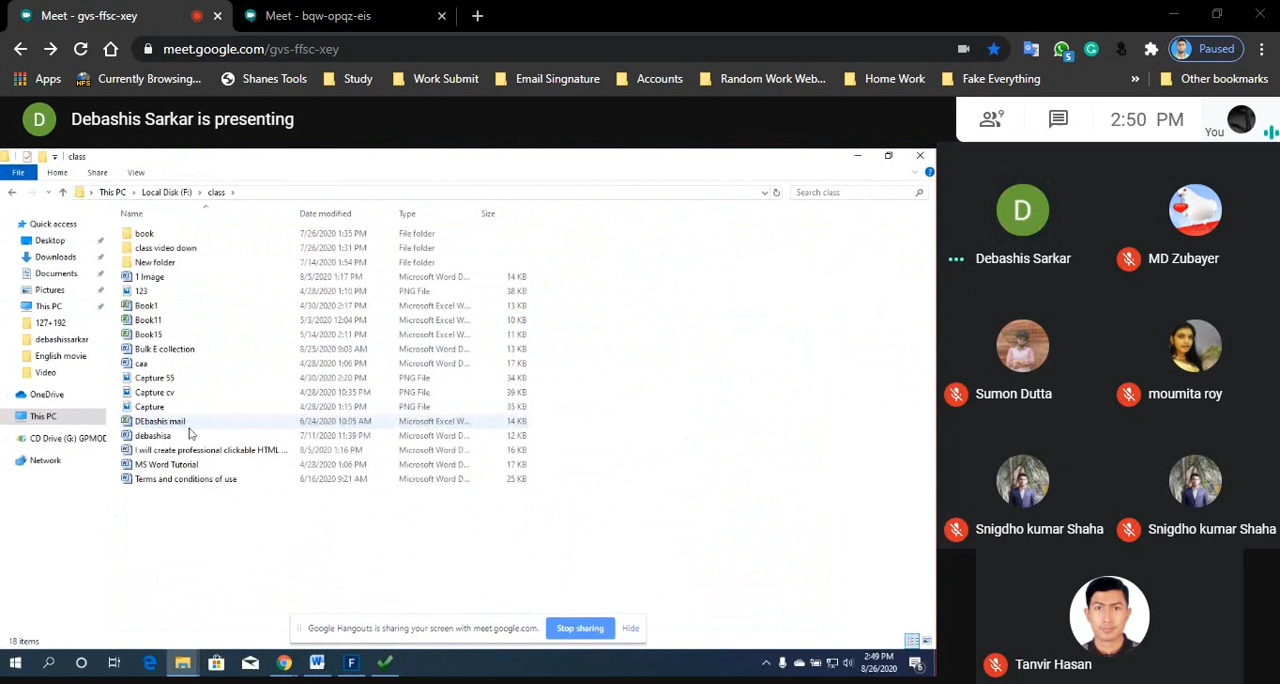 Meet - gvs-ffsc-xey
Meet - bqw-opqz-eis
meet.google.com/gvs-ffsc-xey
5
Paused
Apps
Currently Browsing...
Shanes Tools
Study
Work Submit
Email Singnature
Accounts
Random Work Web...
Home Work
Fake Everything
»
Other bookmarks
D
Debashis Sarkar is presenting
9
2:50 PM
You
class
File
Home
Share
View
This PC > Local Disk (F:) > class >
Search class
Quick access
Desktop
Downloads
Documents
Pictures
This PC
127+192
debashissarkar
English movie
Video
OneDrive
This PC
CD Drive (G:) GPMOD
Network
Name Date modified Type Size
book 7/26/2020 1:35 PM File folder
class video down 7/26/2020 1:31 PM File folder
New folder 7/14/2020 1:54 PM File folder
1 Image 8/5/2020 1:17 PM Microsoft Word D... 14 KB
123 4/28/2020 1:10 PM PNG File 38 KB
Book1 4/30/2020 2:17 PM Microsoft Excel W... 13 KB
Book11 5/3/2020 12:04 PM Microsoft Excel W... 10 KB
Book15 5/14/2020 2:11 PM Microsoft Excel W... 11 KB
Bulk E collection 8/25/2020 9:03 AM Microsoft Word D... 13 KB
caa 4/28/2020 1:06 PM Microsoft Word D... 17 KB
Capture 55 4/30/2020 2:20 PM PNG File 34 KB
Capture cv 4/28/2020 10:35 PM PNG File 39 KB
Capture 4/28/2020 1:15 PM PNG File 35 KB
DEbashis mail 6/24/2020 10:05 AM Microsoft Excel W... 14 KB
debashisa 7/11/2020 11:39 PM Microsoft Word D... 12 KB
I will create professional clickable HTML ... 8/5/2020 1:16 PM Microsoft Word D... 16 KB
MS Word Tutorial 4/28/2020 1:06 PM Microsoft Word D... 17 KB
Terms and conditions of use 6/16/2020 9:21 AM Microsoft Word D... 25 KB
Google Hangouts is sharing your screen with meet.google.com.
Stop sharing
Hide
18 items
2:49 PM
8/26/2020
D
Debashis Sarkar
MD Zubayer
Sumon Dutta
moumita roy
Snigdho kumar Shaha
Snigdho kumar Shaha
Tanvir Hasan